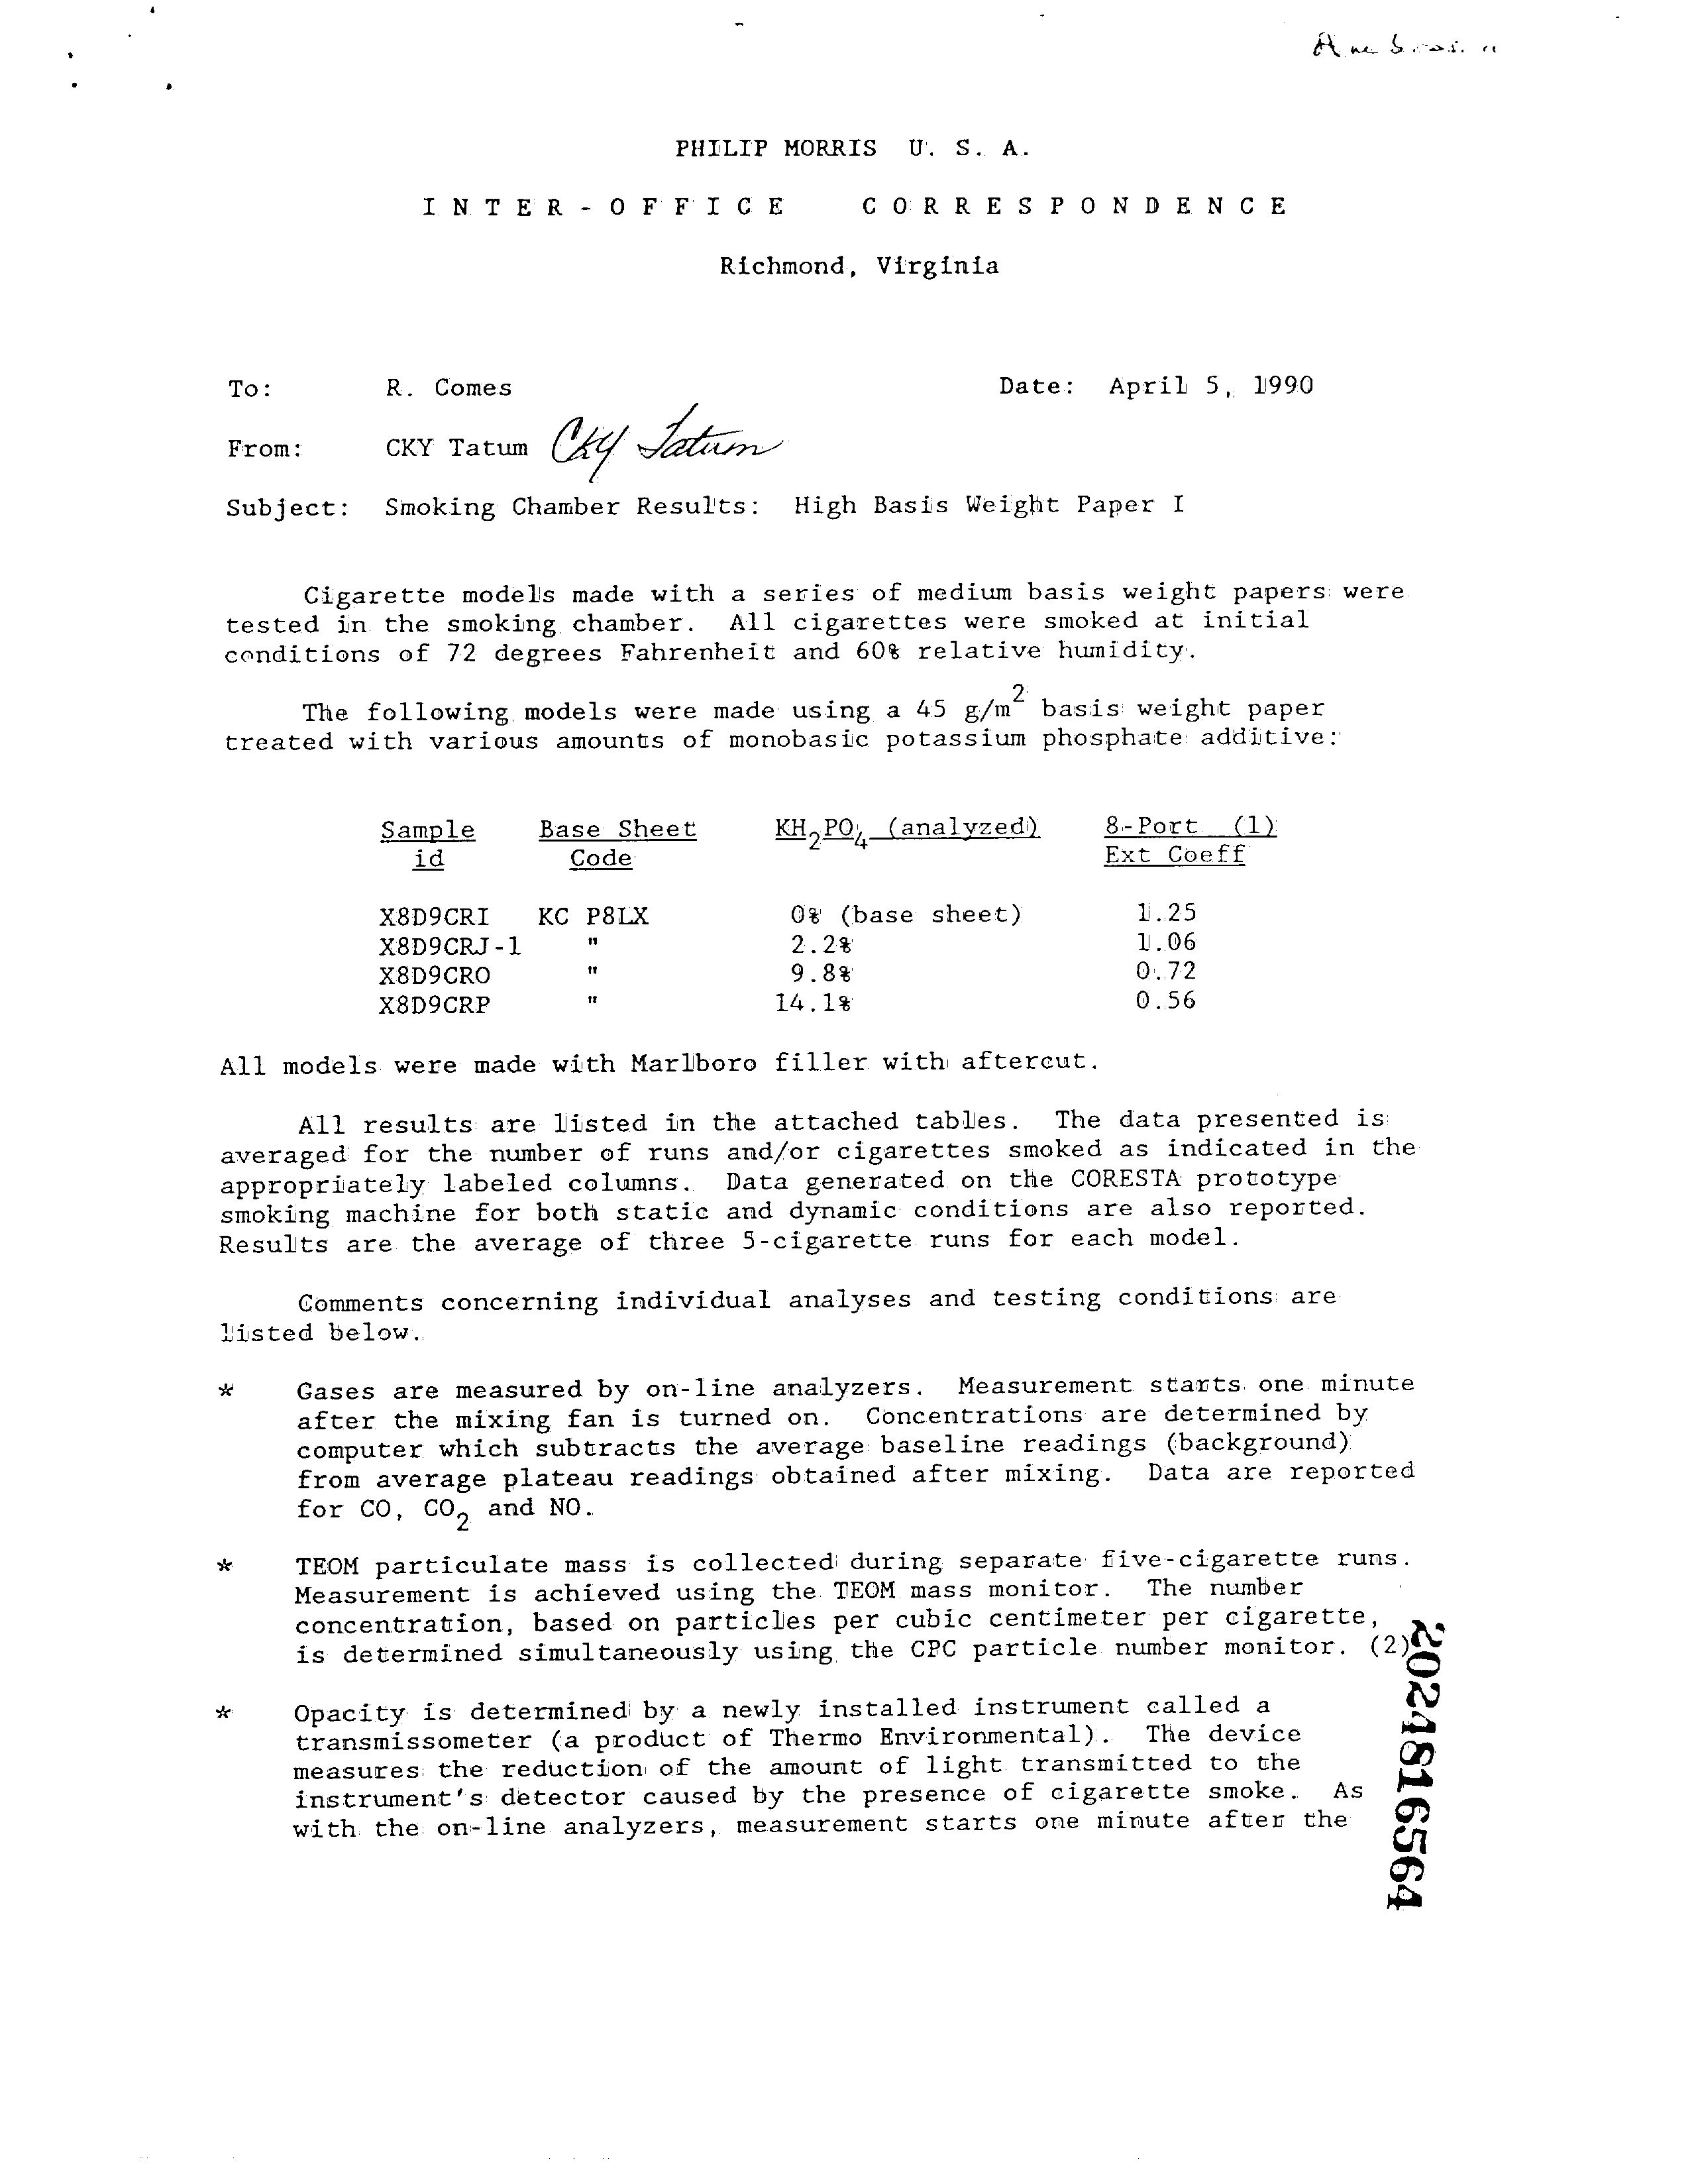 PHILIP MORRIS U. S. A.
INTER-OFFICE CORRESPONDENCE
Richmond, Virginia
To: R. Comes Date: April 5, 1990
From: CKY Tatum CKY Tatum
Subject: Smoking Chamber Results: High Basis Weight Paper I
Cigarette models made with a series of medium basis weight papers were
tested in the smoking chamber. All cigarettes were smoked at initial
conditions of 72 degrees Fahrenheit and 60% relative humidity.
The following models were made using a 45 g/m² basis weight paper
treated with various amounts of monobasic potassium phosphate additive:
Sample Base Sheet KH₂PO₄ (analyzed) 8-Port (1)
id Code Ext Coeff
X8D9CRI KC P8LX 0% (base sheet) 1.25
X8D9CRJ-1 " 2.2% 1.06
X8D9CRO " 9.8% 0.72
X8D9CRP " 14.1% 0.56
All models were made with Marlboro filler with aftercut.
All results are listed in the attached tables. The data presented is
averaged for the number of runs and/or cigarettes smoked as indicated in the
appropriately labeled columns. Data generated on the CORESTA prototype
smoking machine for both static and dynamic conditions are also reported.
Results are the average of three 5-cigarette runs for each model.
Comments concerning individual analyses and testing conditions are
listed below.
* Gases are measured by on-line analyzers. Measurement starts one minute
after the mixing fan is turned on. Concentrations are determined by
computer which subtracts the average baseline readings (background)
from average plateau readings obtained after mixing. Data are reported
for CO, CO₂ and NO.
* TEOM particulate mass is collected during separate five-cigarette runs.
Measurement is achieved using the TEOM mass monitor. The number
concentration, based on particles per cubic centimeter per cigarette,
is determined simultaneously using the CPC particle number monitor. (2)
* Opacity is determined by a newly installed instrument called a
transmissometer (a product of Thermo Environmental). The device
measures the reduction of the amount of light transmitted to the
instrument's detector caused by the presence of cigarette smoke. As
with the on-line analyzers, measurement starts one minute after the
2024816564